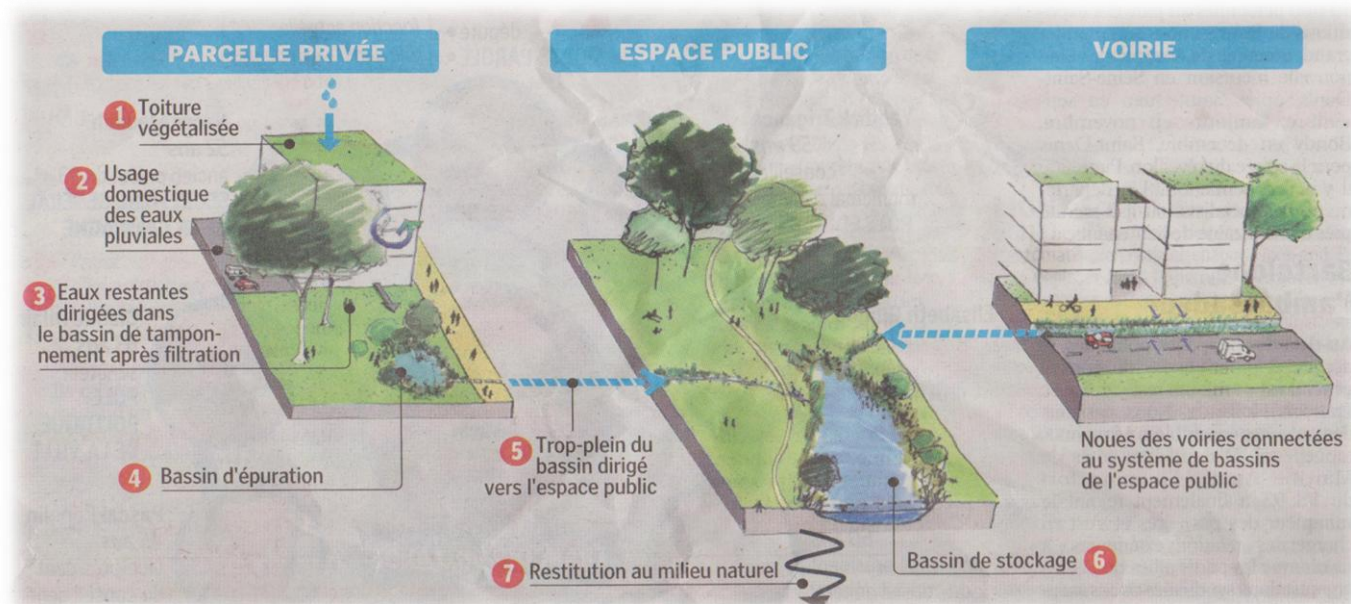 PARCELLE PRIVÉE
ESPACE PUBLIC
VOIRIE
1 Toiture
végétalisée
2 Usage
domestique
des eaux
pluviales
3 Eaux restantes
dirigées dans
le bassin de tampon-
nement après filtration
4 Bassin d'épuration
5 Trop-plein du
bassin dirigé
vers l'espace public
Noues des voiries connectées
au système de bassins
de l'espace public
Bassin de stockage 6
7 Restitution au milieu naturel